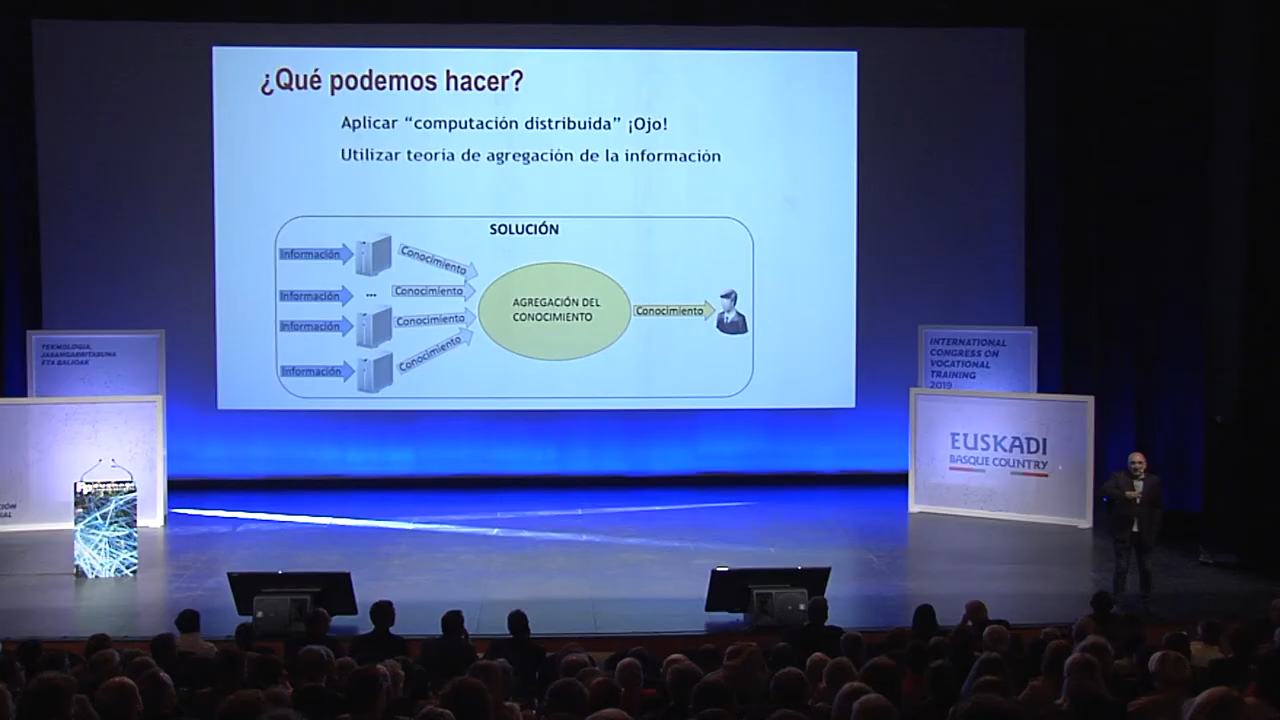 ¿Qué podemos hacer?
Aplicar “computación distribuida” ¡Ojo!
Utilizar teoría de agregación de la información
SOLUCIÓN
Información
Conocimiento
Información
...
Conocimiento
Información
Conocimiento
Información
Conocimiento
AGREGACIÓN DEL
CONOCIMIENTO
Conocimiento
TEKNOLOGIA,
JASANGARRITASUNA
ETA BALIOAK
INTERNATIONAL
CONGRESS ON
VOCATIONAL
TRAINING
2019
EUSKADI
BASQUE COUNTRY